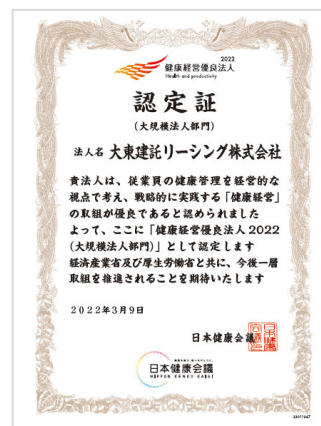 2022
健康経営優良法人
Health and productivity
認定証
(大規模法人部門)
法人名 大東建託リーシング株式会社
貴法人は、従業員の健康管理を経営的な
視点で考え、戦略的に実践する「健康経営」
の取組が優良であると認められました
よって、ここに「健康経営優良法人2022
(大規模法人部門)」として認定します
経済産業省及び厚生労働省と共に、今後一層
取組を推進されることを期待いたします
2022年3月9日
日本健康会議
日本健康会議
NIPPON KENKO KAIGI